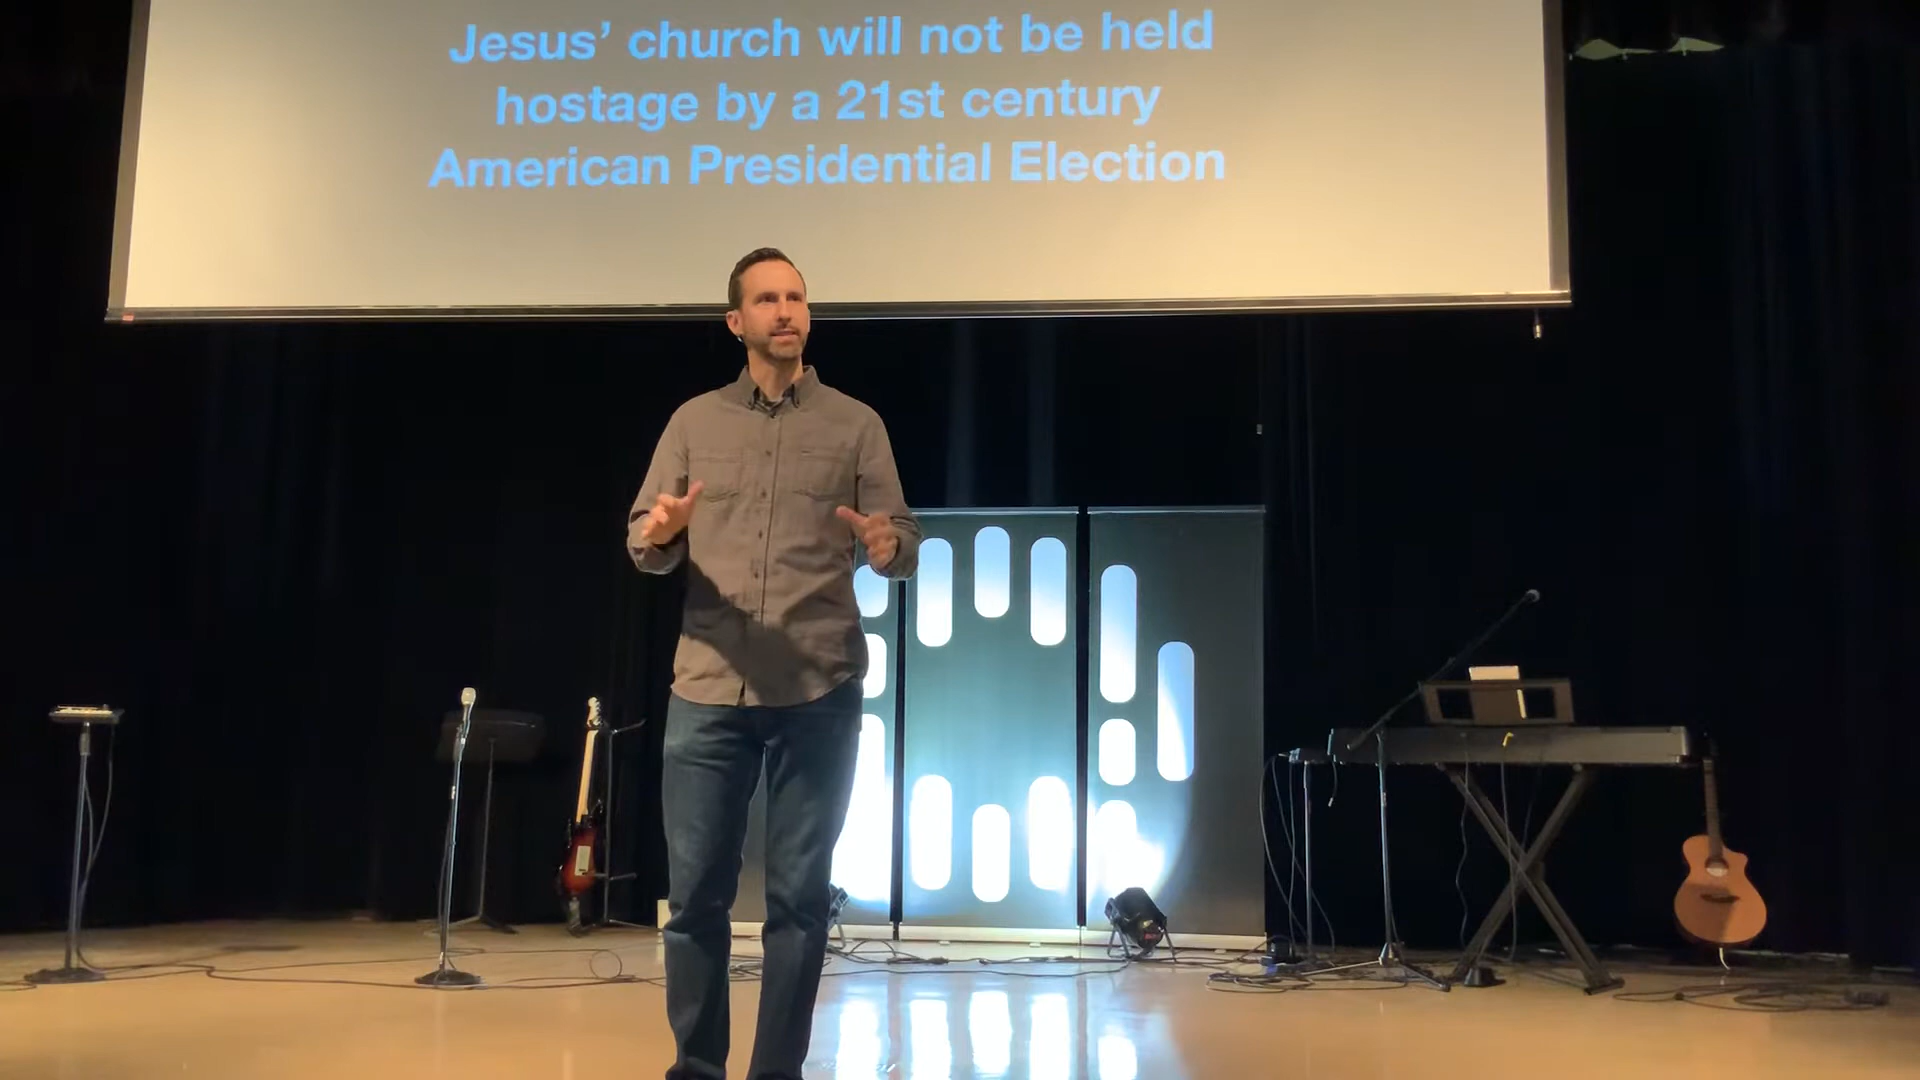 Jesus’ church will not be held
hostage by a 21st century
American Presidential Election